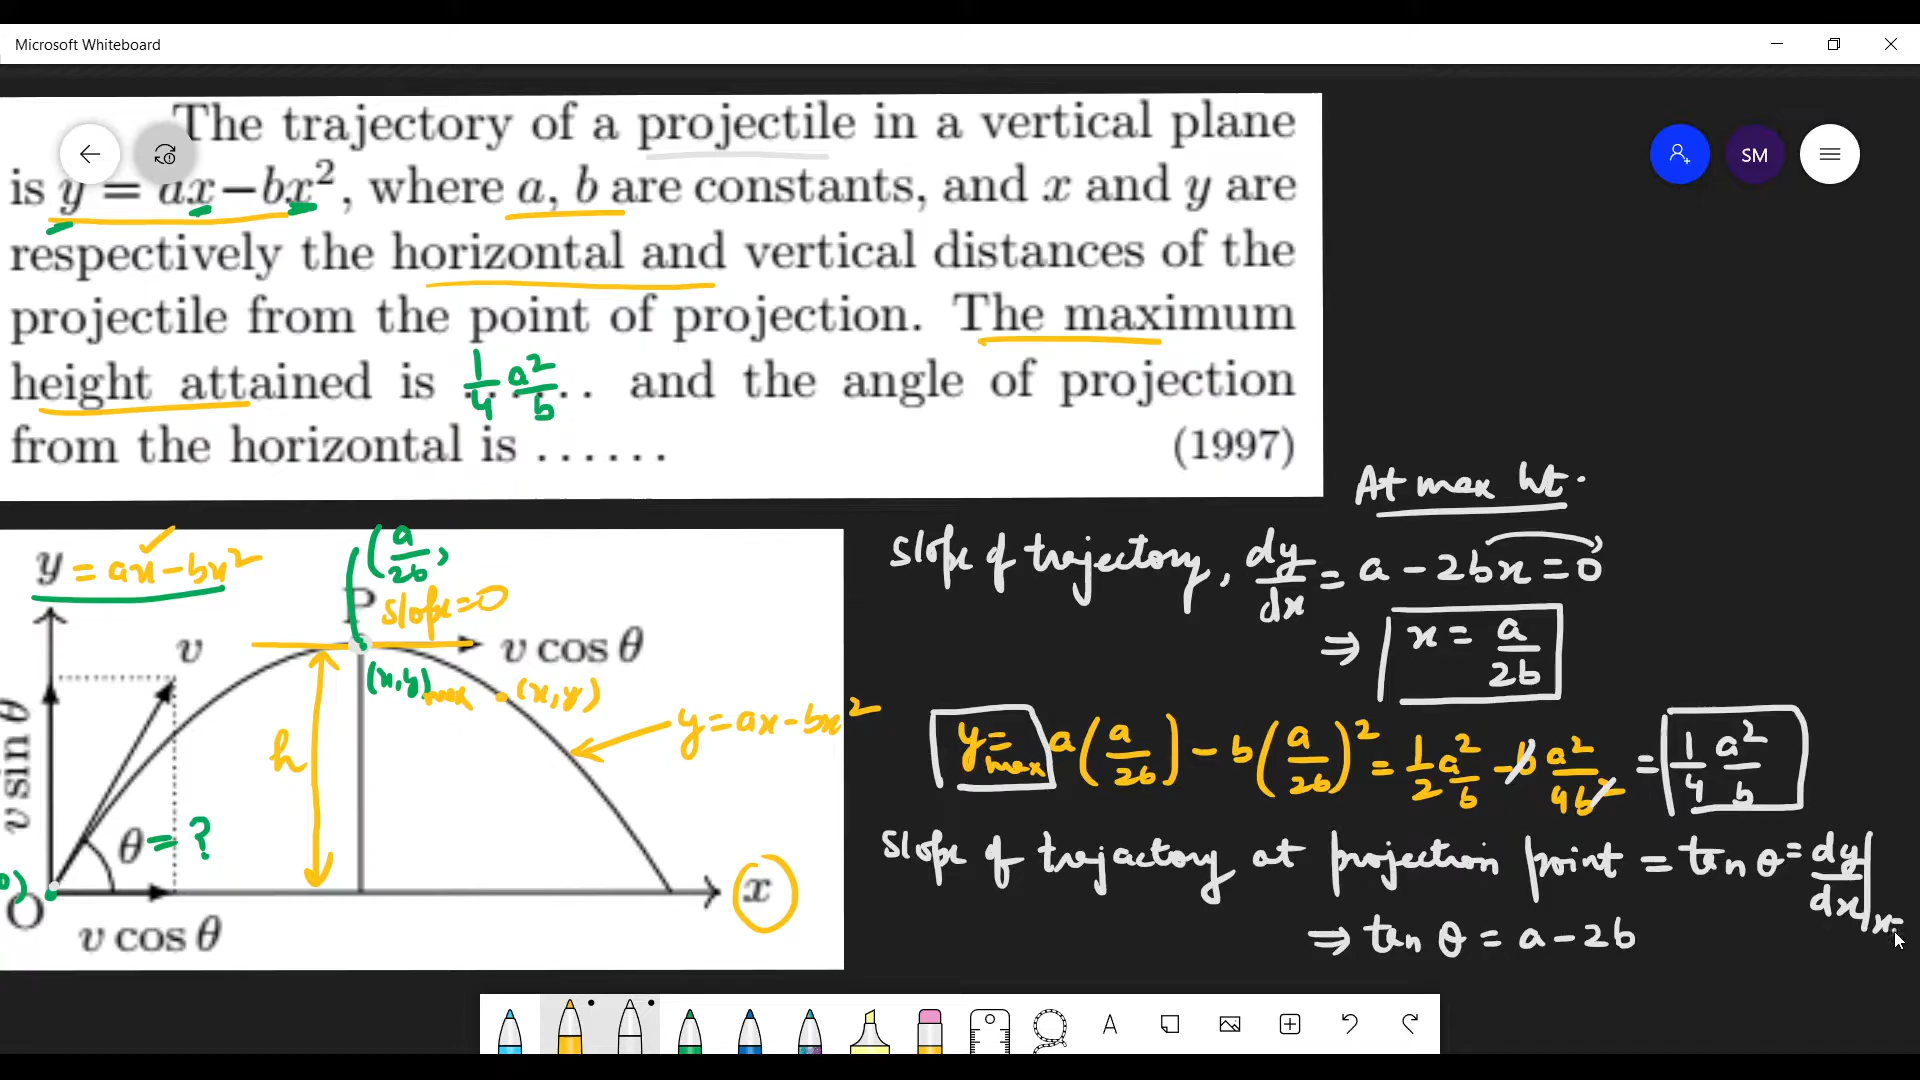 Microsoft Whiteboard
The trajectory of a projectile in a vertical plane
is y = ax−bx², where a, b are constants, and x and y are
respectively the horizontal and vertical distances of the
projectile from the point of projection. The maximum
height attained is 1/4 a²/b .. and the angle of projection
from the horizontal is ......
(1997)
SM
y = ax-bx²
(a/2b,
P
slope=0
v
v cos θ
(x,y)max
(x,y)
y=ax-bx²
h
v sin θ
θ = ?
0)
O
x
v cos θ
At max ht.
Slope of trajectory, dy/dx = a - 2bx = 0
⇒ x = a/2b
y max = a(a/2b) - b(a/2b)² = 1/2 a²/b - b a²/4b² = 1/4 a²/b
Slope of trajactory at projection point = tan θ = dy/dx|x=
⇒ tan θ = a - 2b
A